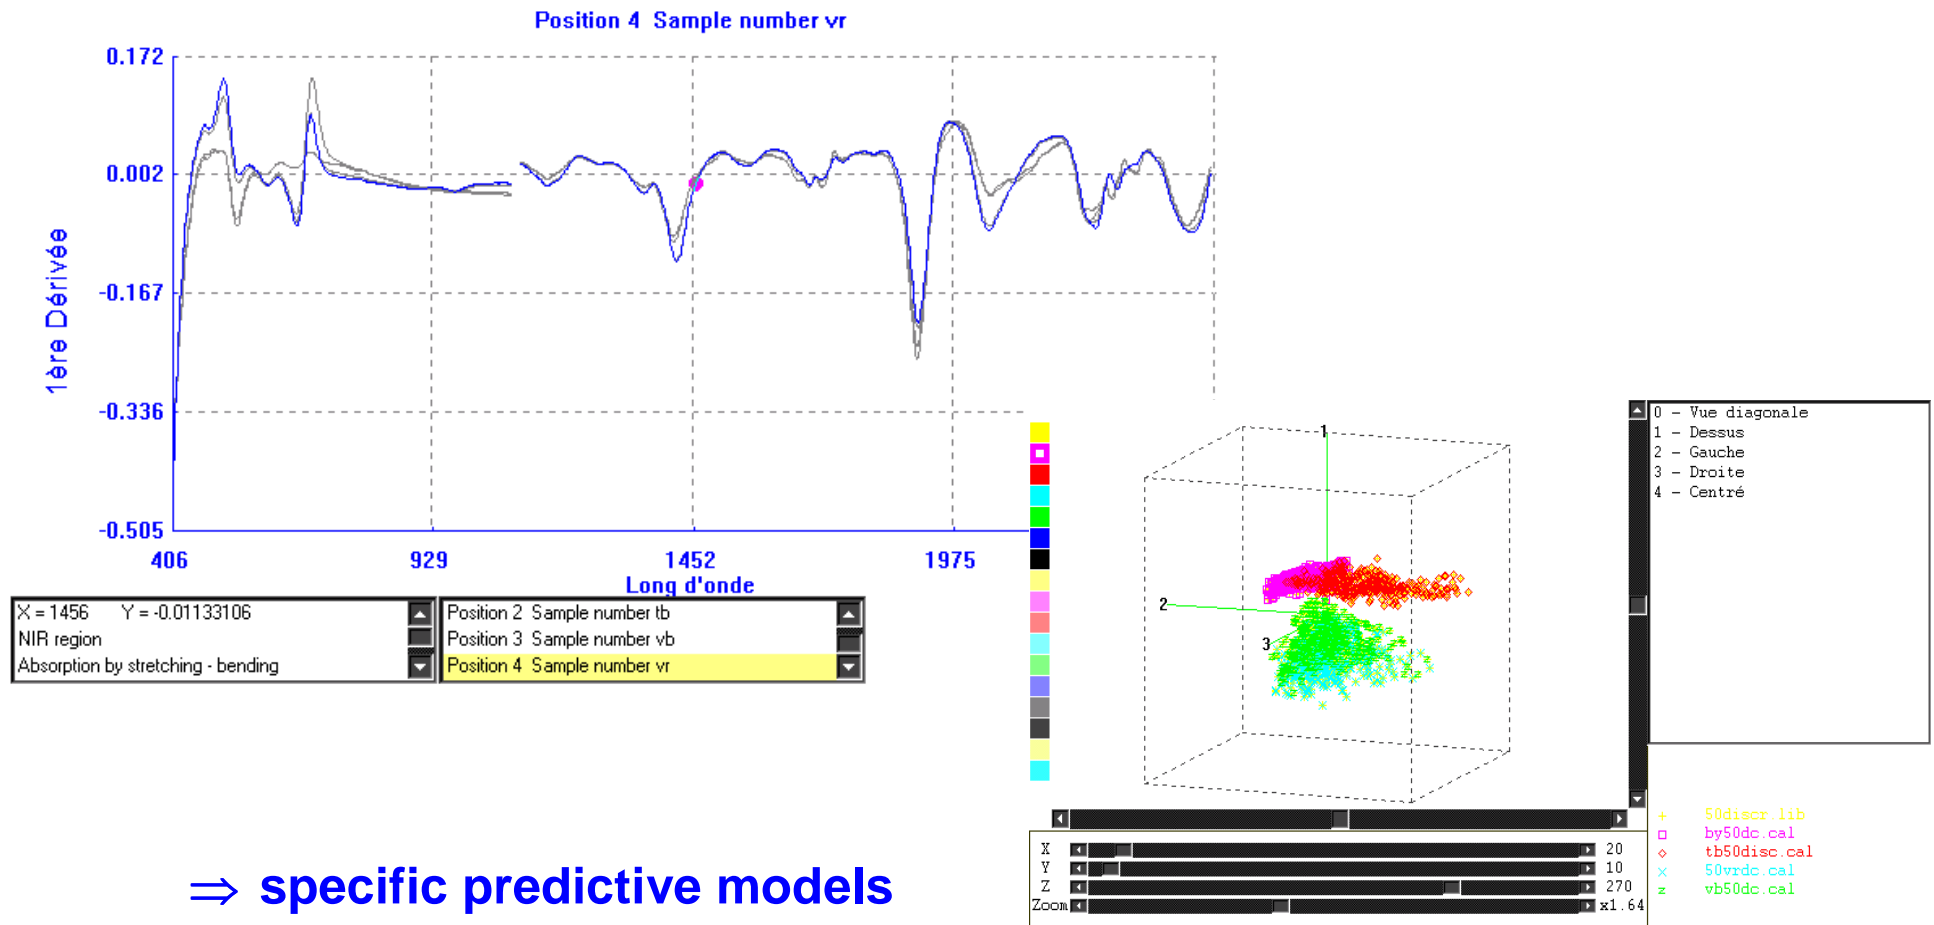 Position 4 Sample number vr
0.172
0.002
-0.167
-0.336
-0.505
1ère Dérivée
406 929 1452 1975
Long d'onde
X = 1456 Y = -0.01133106
NIR region
Absorption by stretching - bending
Position 2 Sample number tb
Position 3 Sample number vb
Position 4 Sample number vr
1
2
3
0 - Vue diagonale
1 - Dessus
2 - Gauche
3 - Droite
4 - Centré
X 20
Y 10
Z 270
Zoom x1.64
+ 50discr.lib
by50dc.cal
tb50disc.cal
× 50vrdc.cal
z vb50dc.cal
⇒ specific predictive models